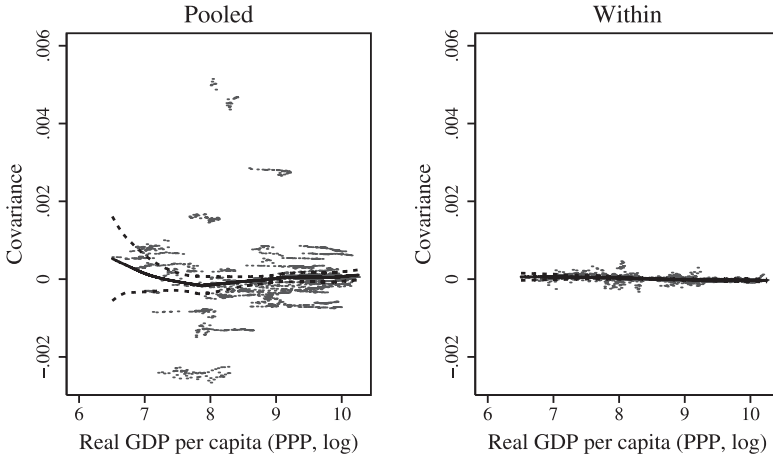 Pooled
Covariance
.006
.004
.002
0
−.002
6 7 8 9 10
Real GDP per capita (PPP, log)
Within
Covariance
.006
.004
.002
0
−.002
6 7 8 9 10
Real GDP per capita (PPP, log)